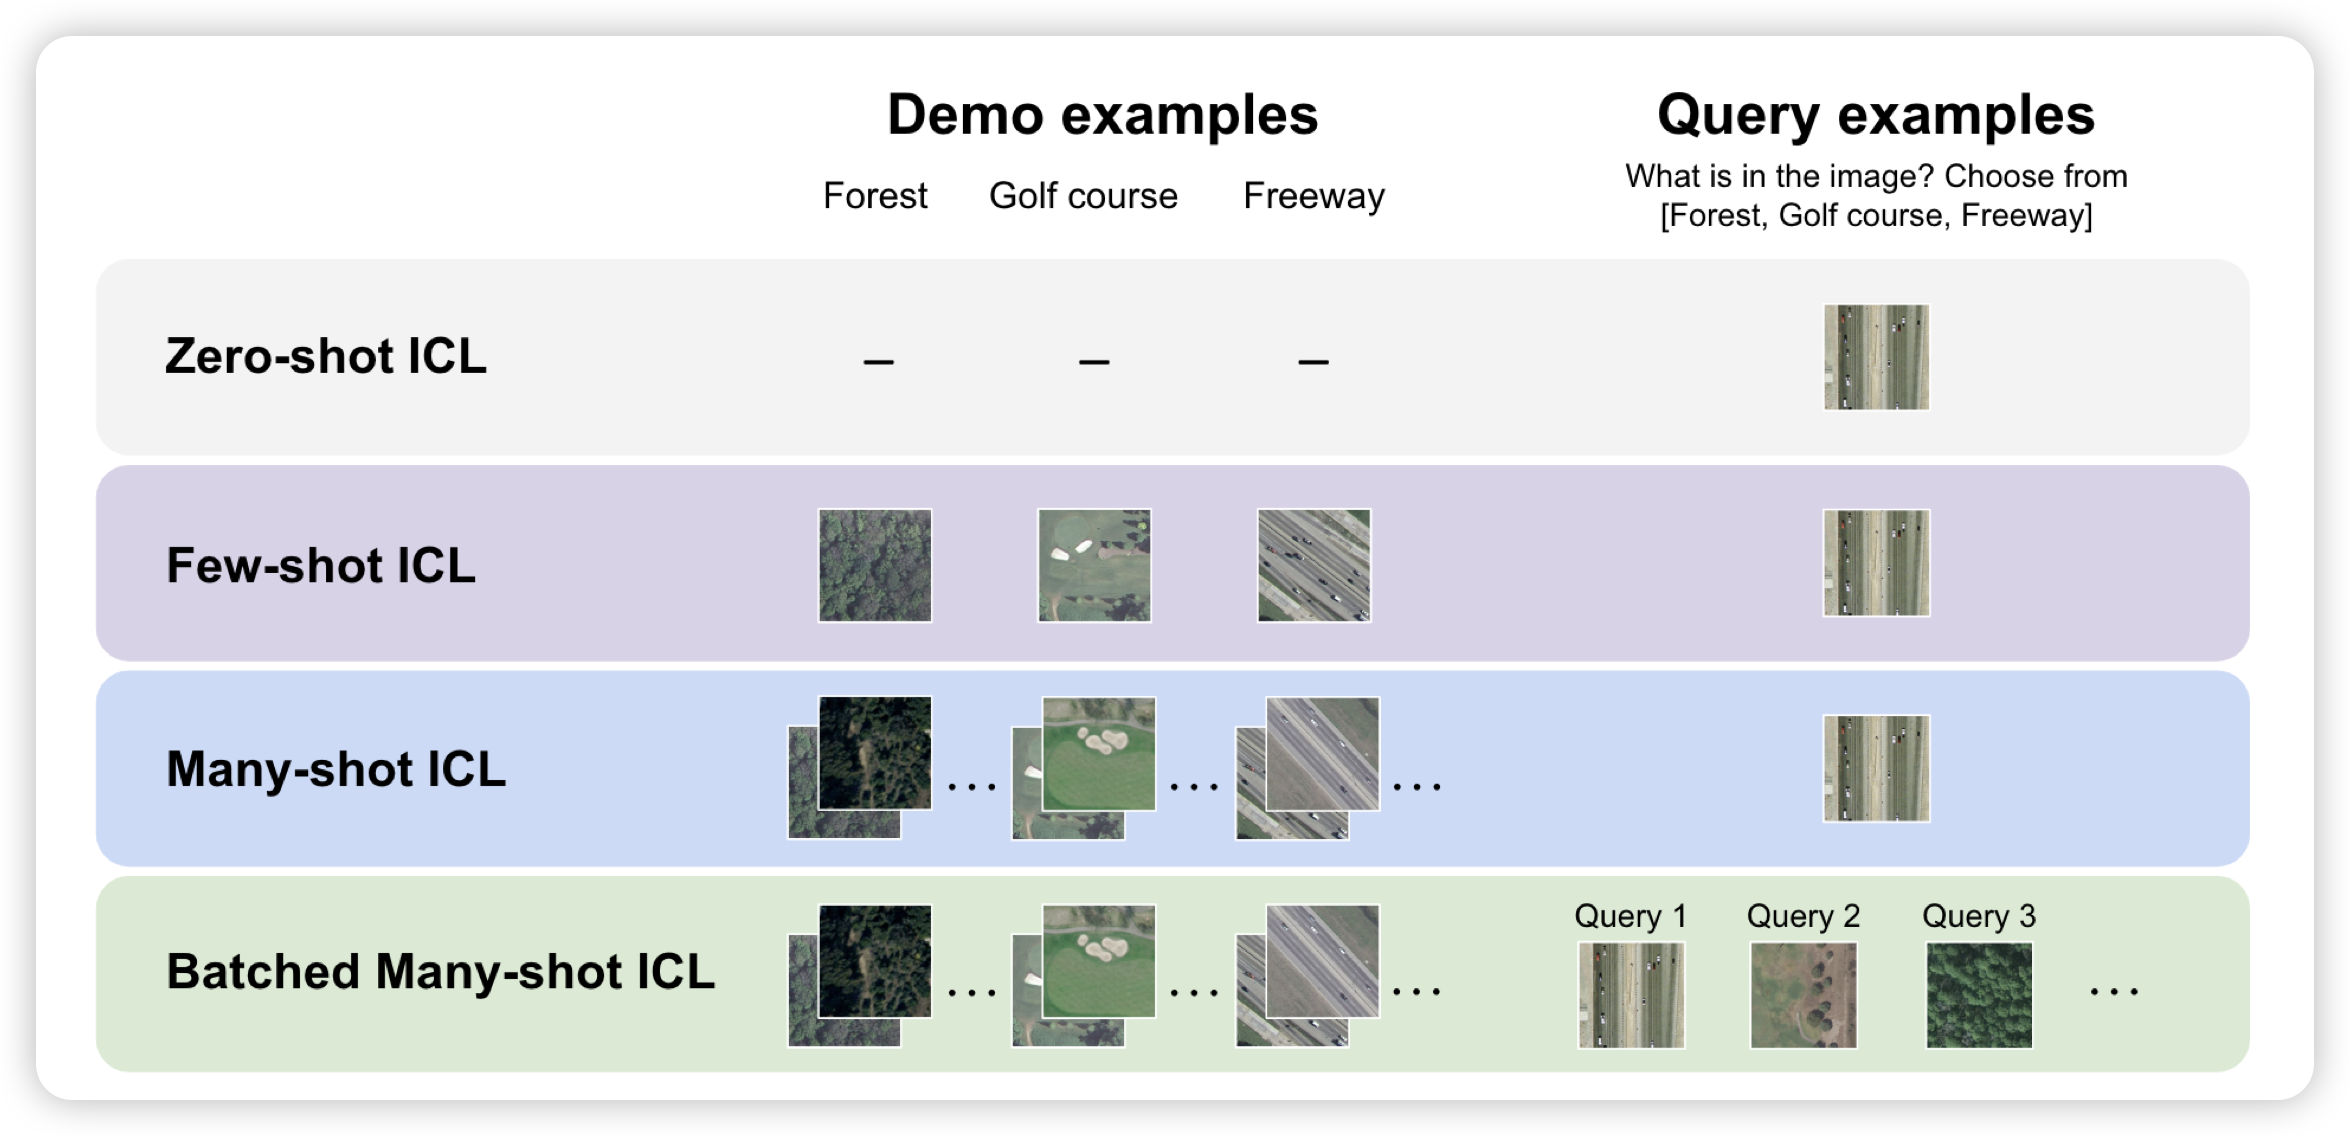 Demo examples
Query examples
Forest
Golf course
Freeway
What is in the image? Choose from
[Forest, Golf course, Freeway]
Zero-shot ICL
–
–
–
Few-shot ICL
Many-shot ICL
...
...
...
Batched Many-shot ICL
...
...
...
Query 1
Query 2
Query 3
...